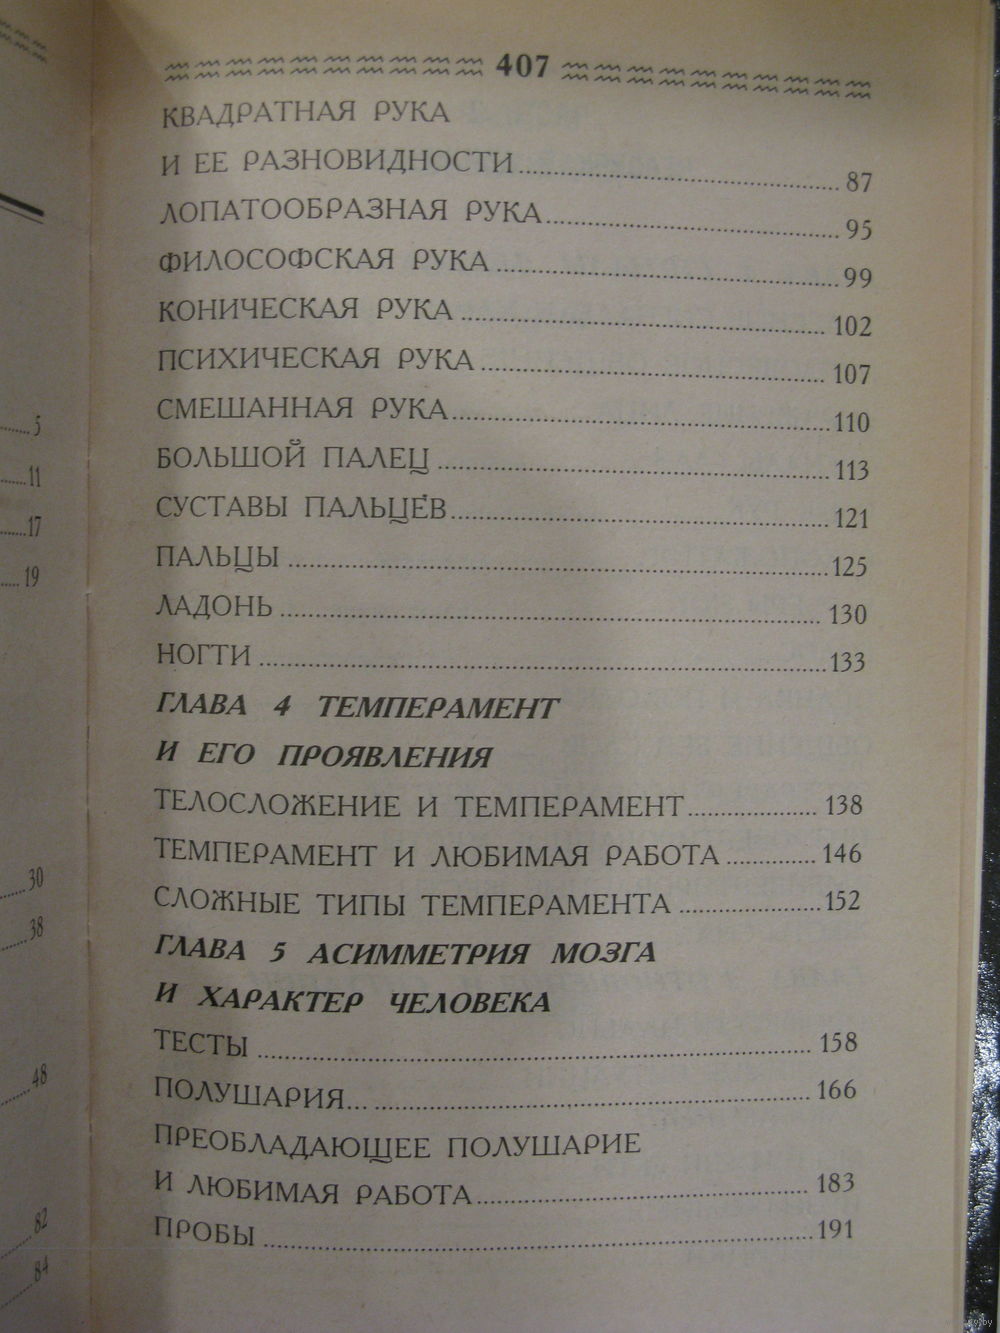 407
КВАДРАТНАЯ РУКА
И ЕЕ РАЗНОВИДНОСТИ.......................................87
ЛОПАТООБРАЗНАЯ РУКА.......................................95
ФИЛОСОФСКАЯ РУКА.......................................99
КОНИЧЕСКАЯ РУКА.......................................102
ПСИХИЧЕСКАЯ РУКА.......................................107
СМЕШАННАЯ РУКА.......................................110
БОЛЬШОЙ ПАЛЕЦ.......................................113
СУСТАВЫ ПАЛЬЦЕВ.......................................121
ПАЛЬЦЫ.......................................125
ЛАДОНЬ.......................................130
НОГТИ.......................................133
ГЛАВА 4 ТЕМПЕРАМЕНТ
И ЕГО ПРОЯВЛЕНИЯ
ТЕЛОСЛОЖЕНИЕ И ТЕМПЕРАМЕНТ..................138
ТЕМПЕРАМЕНТ И ЛЮБИМАЯ РАБОТА.............146
СЛОЖНЫЕ ТИПЫ ТЕМПЕРАМЕНТА...................152
ГЛАВА 5 АСИММЕТРИЯ МОЗГА
И ХАРАКТЕР ЧЕЛОВЕКА
ТЕСТЫ.......................................158
ПОЛУШАРИЯ.......................................166
ПРЕОБЛАДАЮЩЕЕ ПОЛУШАРИЕ
И ЛЮБИМАЯ РАБОТА.......................................183
ПРОБЫ.......................................191
5
11
17
19
30
38
48
82
84